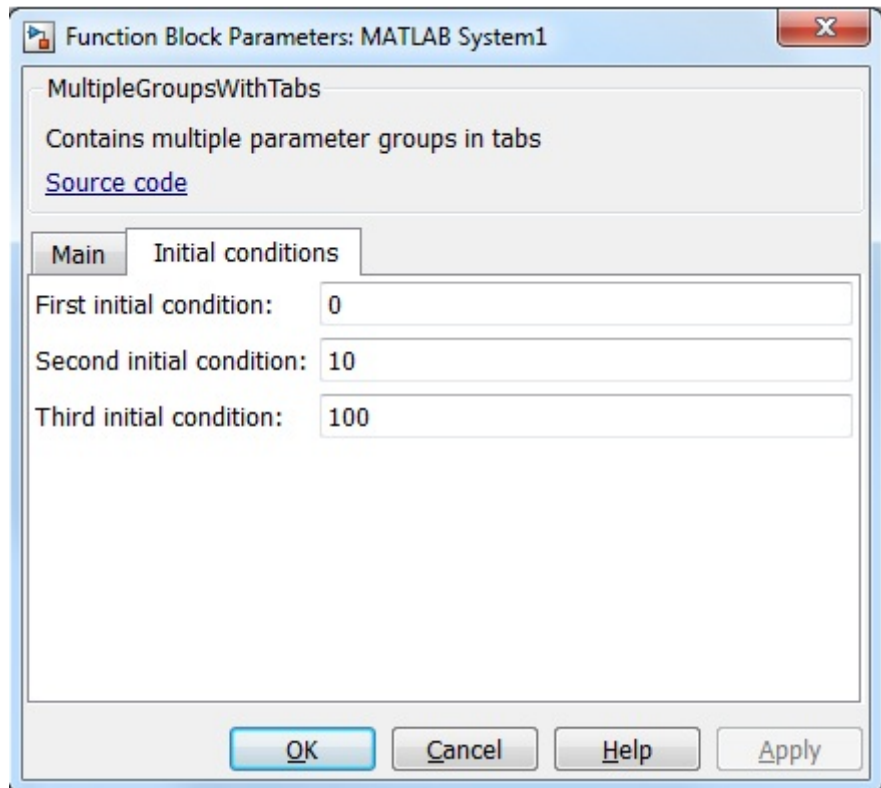 Function Block Parameters: MATLAB System1
MultipleGroupsWithTabs
Contains multiple parameter groups in tabs
Source code
Main Initial conditions
First initial condition: 0
Second initial condition: 10
Third initial condition: 100
OK Cancel Help Apply